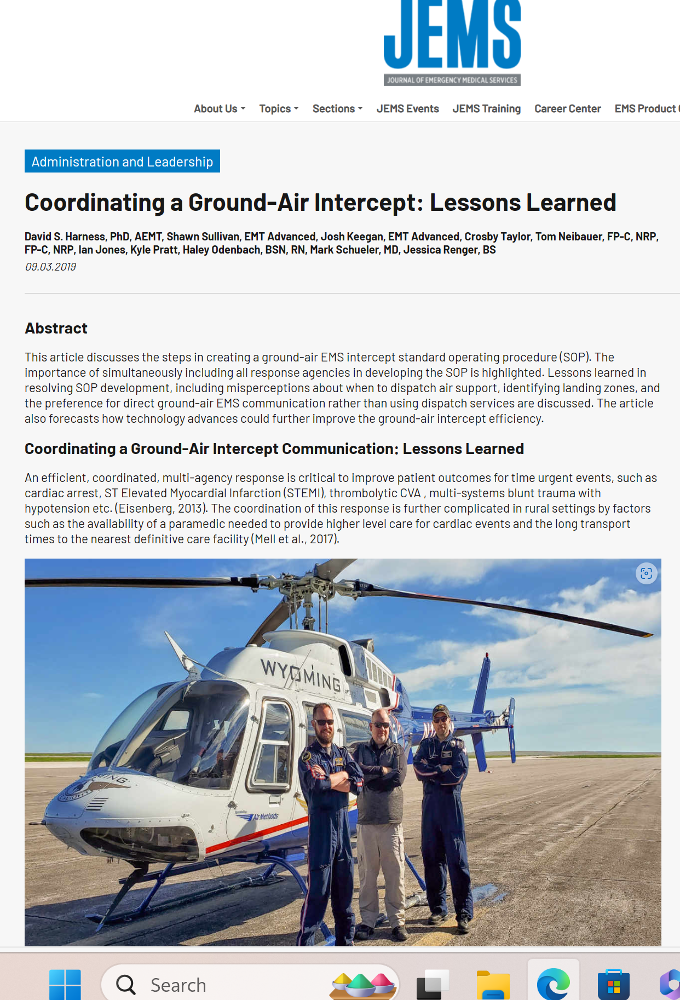 JEMS
JOURNAL OF EMERGENCY MEDICAL SERVICES
About Us Topics Sections JEMS Events JEMS Training Career Center EMS Product
Administration and Leadership
Coordinating a Ground-Air Intercept: Lessons Learned
David S. Harness, PhD, AEMT, Shawn Sullivan, EMT Advanced, Josh Keegan, EMT Advanced, Crosby Taylor, Tom Neibauer, FP-C, NRP,
FP-C, NRP, Ian Jones, Kyle Pratt, Haley Odenbach, BSN, RN, Mark Schueler, MD, Jessica Renger, BS
09.03.2019
Abstract
This article discusses the steps in creating a ground-air EMS intercept standard operating procedure (SOP). The
importance of simultaneously including all response agencies in developing the SOP is highlighted. Lessons learned in
resolving SOP development, including misperceptions about when to dispatch air support, identifying landing zones, and
the preference for direct ground-air EMS communication rather than using dispatch services are discussed. The article
also forecasts how technology advances could further improve the ground-air intercept efficiency.
Coordinating a Ground-Air Intercept Communication: Lessons Learned
An efficient, coordinated, multi-agency response is critical to improve patient outcomes for time urgent events, such as
cardiac arrest, ST Elevated Myocardial Infarction (STEMI), thrombolytic CVA , multi-systems blunt trauma with
hypotension etc. (Eisenberg, 2013). The coordination of this response is further complicated in rural settings by factors
such as the availability of a paramedic needed to provide higher level care for cardiac events and the long transport
times to the nearest definitive care facility (Mell et al., 2017).
WYOMING
Air Methods
Search